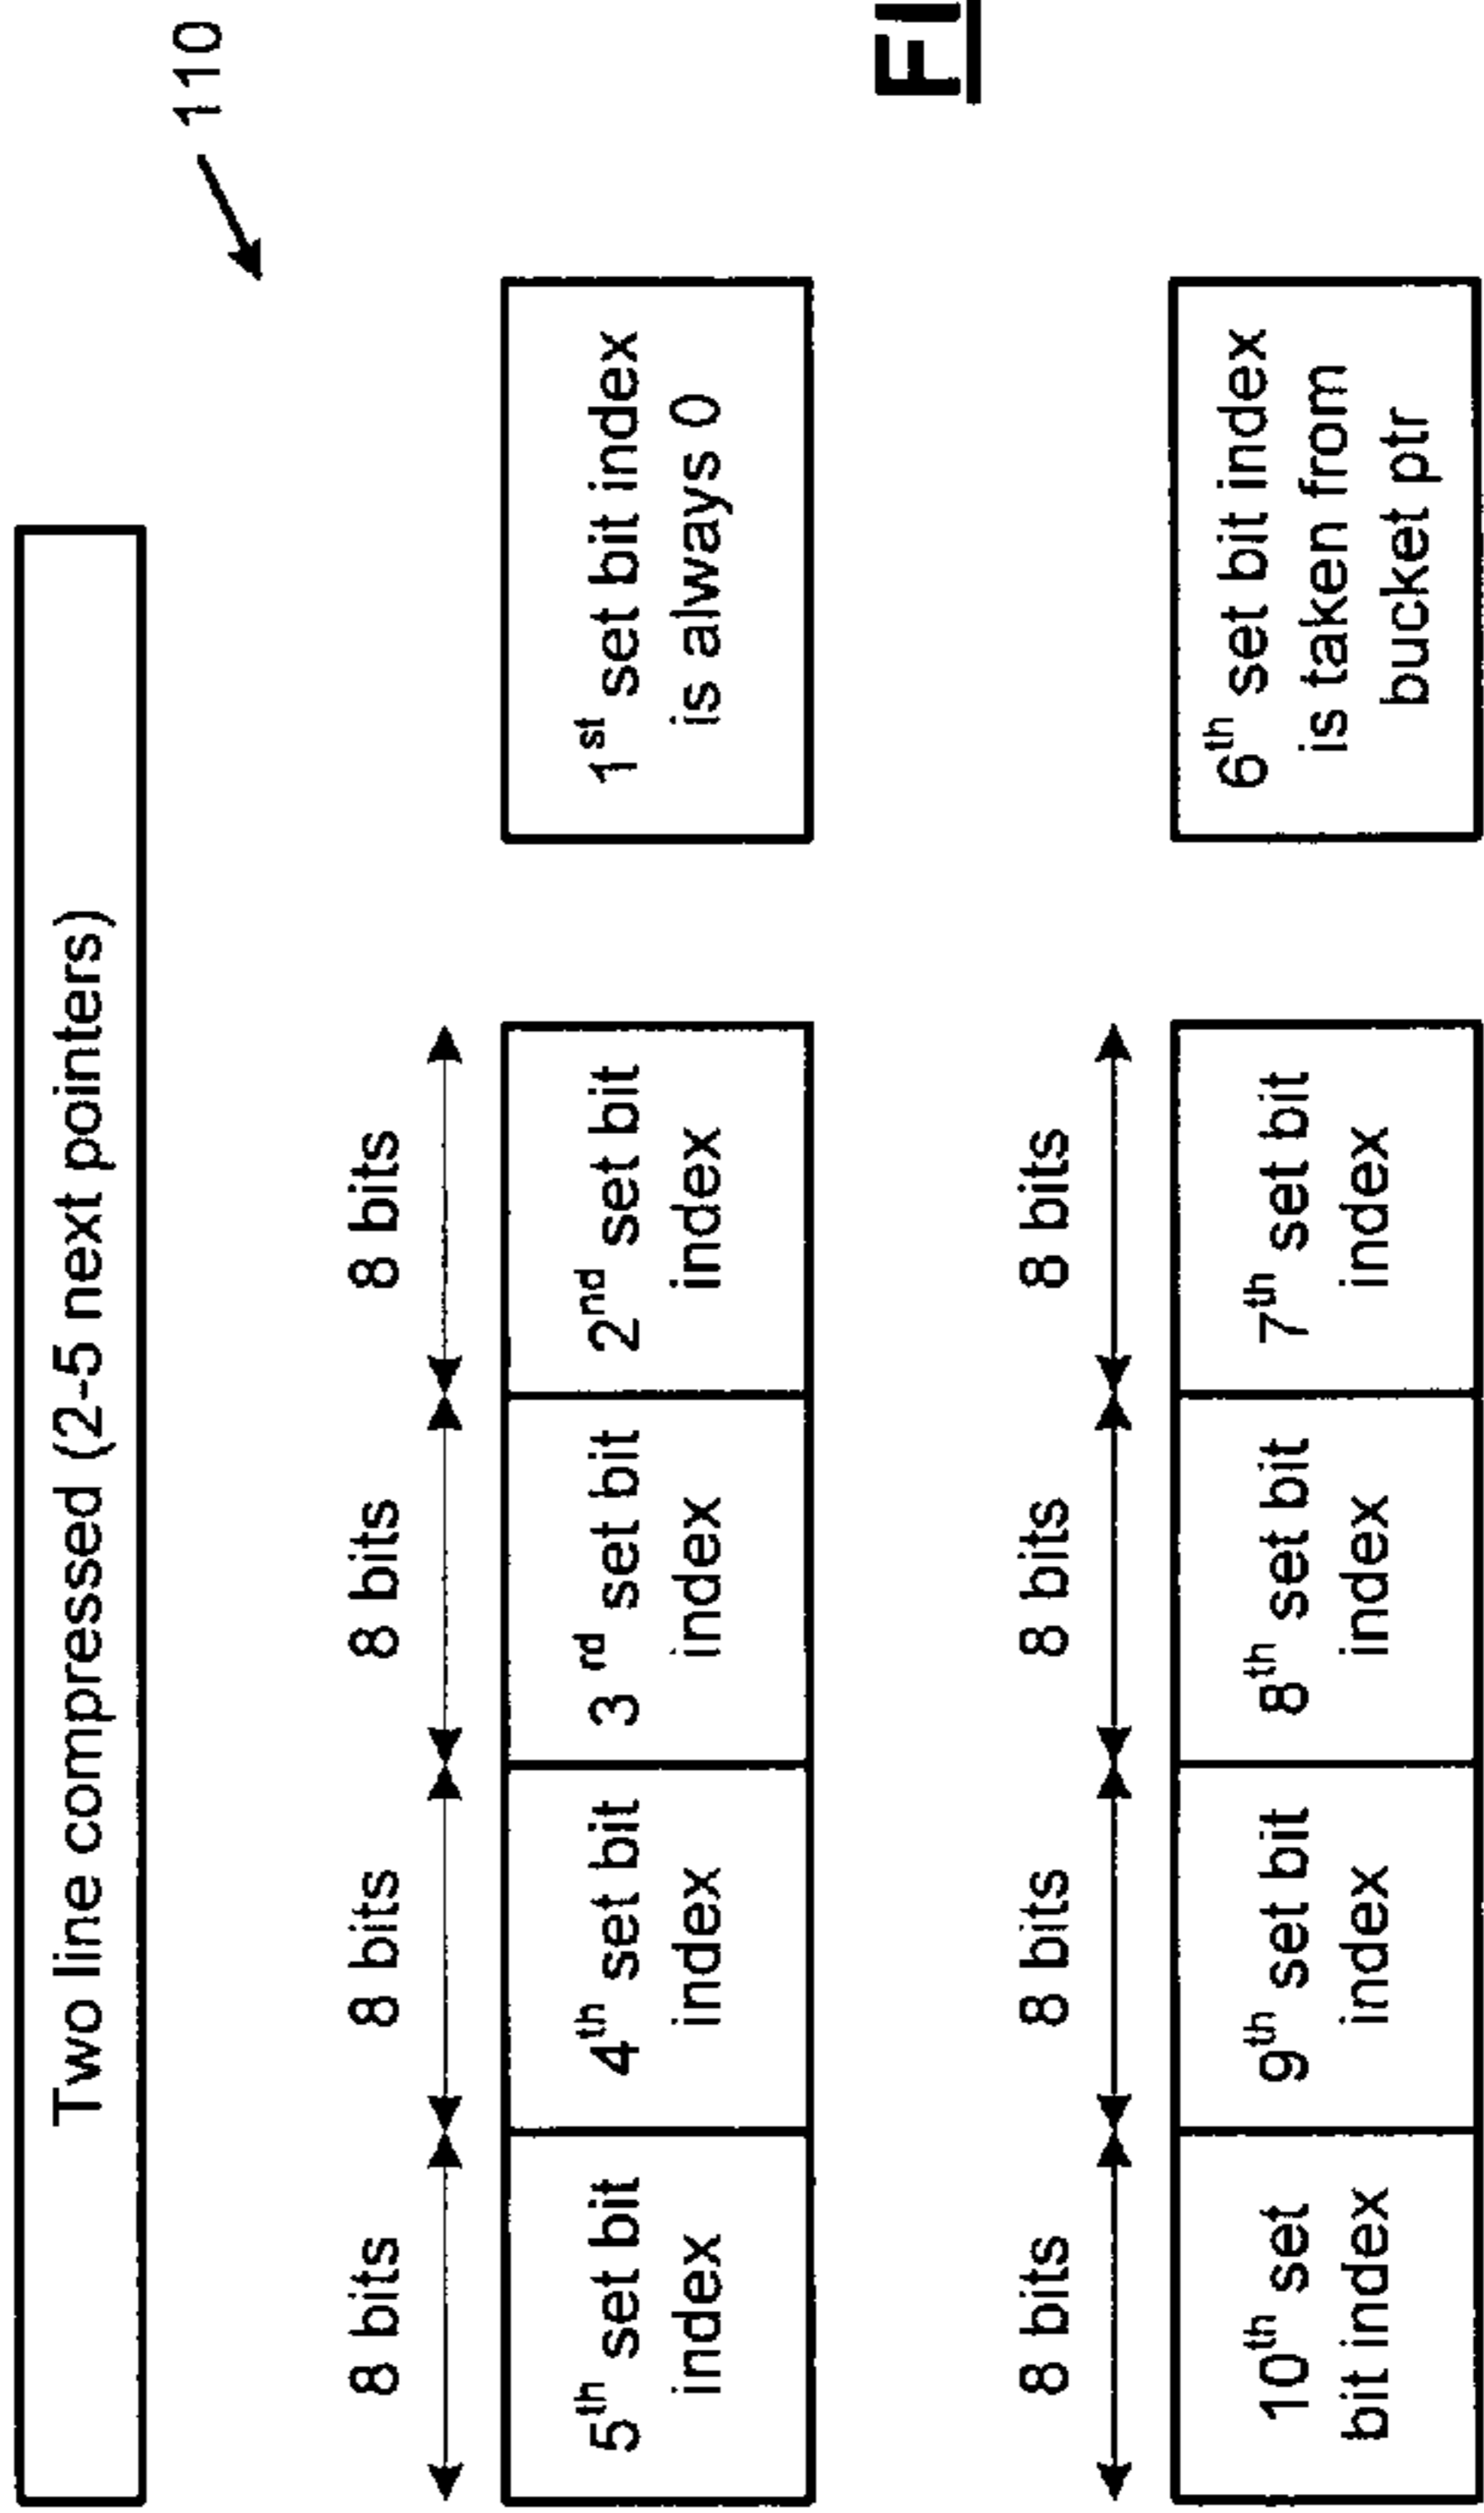 Two line compressed (2-5 next pointers)
110
8 bits
8 bits
8 bits
8 bits
5th set bit
index
4th set bit
index
3rd set bit
index
2nd set bit
index
1st set bit index
is always 0
FI
8 bits
8 bits
8 bits
8 bits
10th set
bit index
9th set bit
index
8th set bit
index
7th set bit
index
6th set bit index
is taken from
bucket ptr